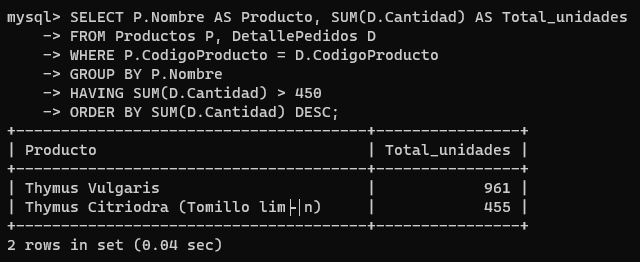 mysql> SELECT P.Nombre AS Producto, SUM(D.Cantidad) AS Total_unidades
    -> FROM Productos P, DetallePedidos D
    -> WHERE P.CodigoProducto = D.CodigoProducto
    -> GROUP BY P.Nombre
    -> HAVING SUM(D.Cantidad) > 450
    -> ORDER BY SUM(D.Cantidad) DESC;
+---------------------------------------+----------------+
| Producto                              | Total_unidades |
+---------------------------------------+----------------+
| Thymus Vulgaris                       |            961 |
| Thymus Citriodra (Tomillo lim├│n)     |            455 |
+---------------------------------------+----------------+
2 rows in set (0.04 sec)